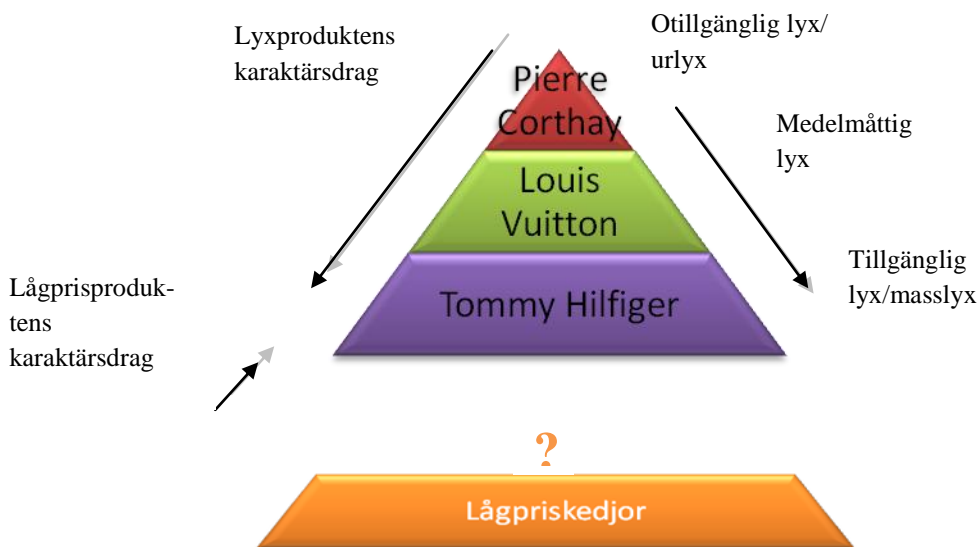 Lyxproduktens
karaktärsdrag
Otillgänglig lyx/
urlyx
Pierre
Corthay
Medelmåttig
lyx
Louis
Vuitton
Tillgänglig
lyx/masslyx
Lågprisproduk-
tens
karaktärsdrag
Tommy Hilfiger
?
Lågpriskedjor